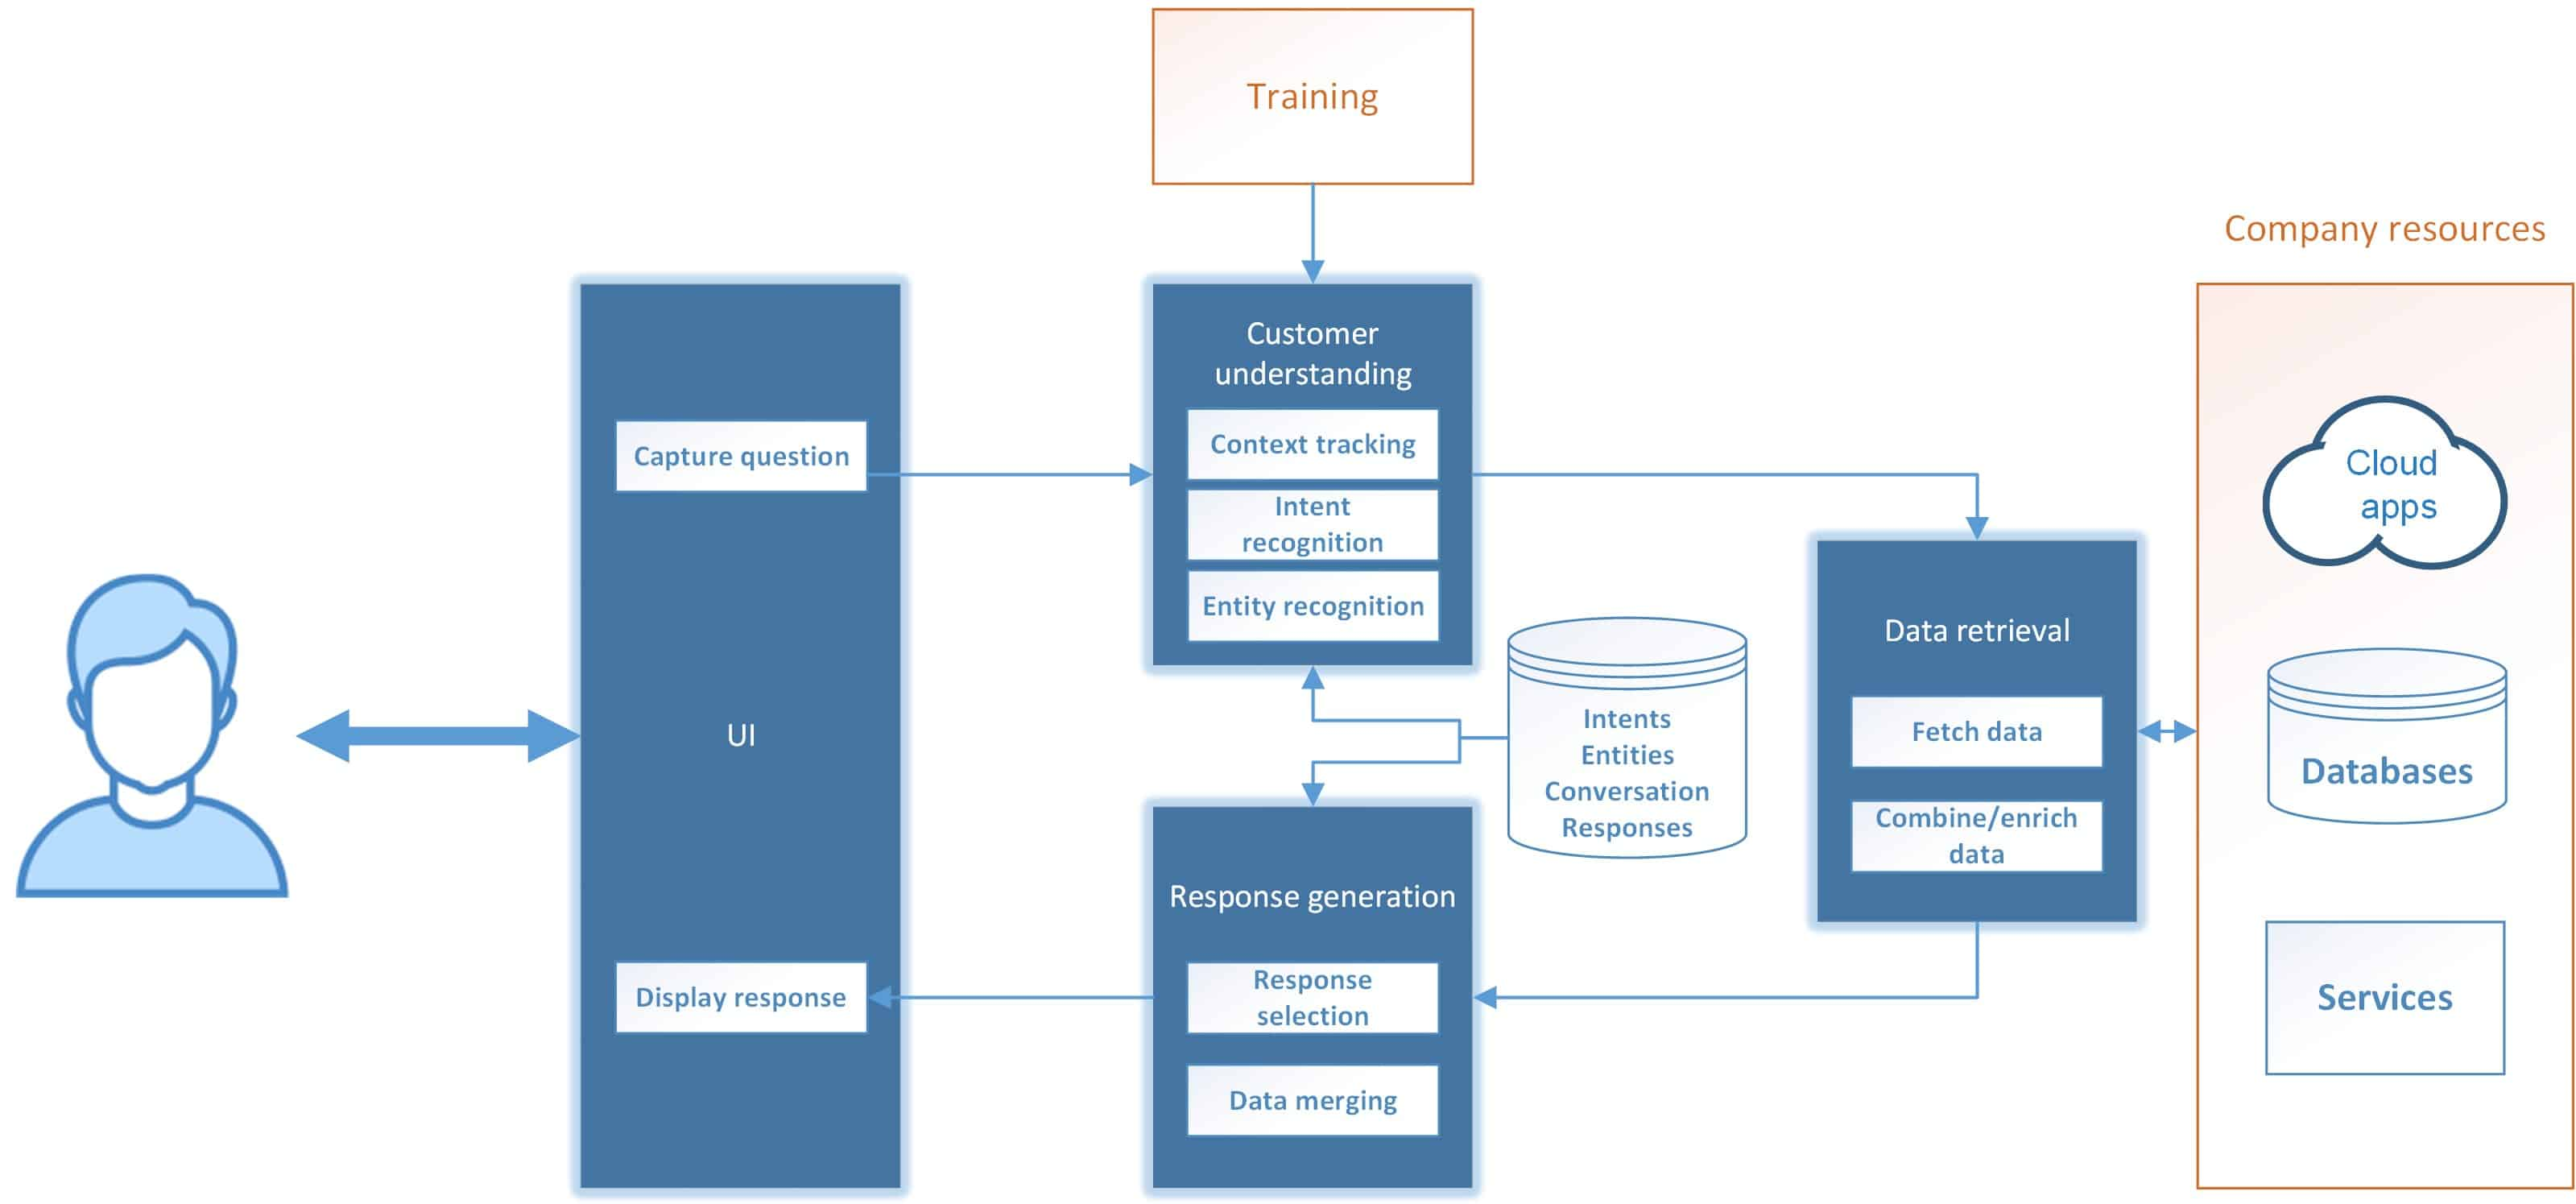 Training
Company resources
Customer
understanding
Capture question
Context tracking
Intent
recognition
Entity recognition
Cloud
apps
Data retrieval
UI
Intents
Entities
Conversation
Responses
Fetch data
Combine/enrich
data
Databases
Response generation
Display response
Response
selection
Data merging
Services